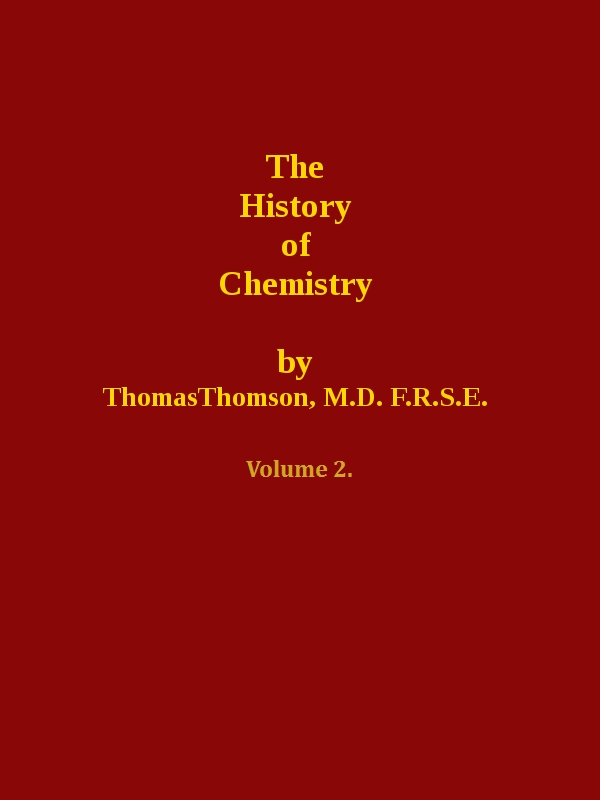 The
History
of
Chemistry
by
ThomasThomson, M.D. F.R.S.E.
Volume 2.